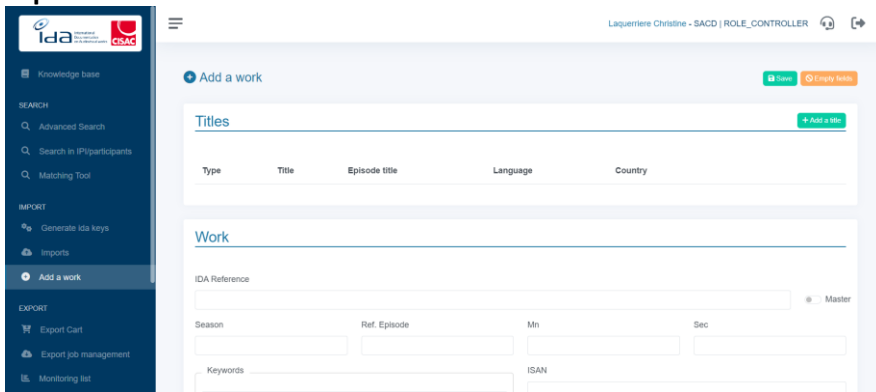 ida
CISAC
Laquerriere Christine - SACD | ROLE_CONTROLLER
Knowledge base
SEARCH
Advanced Search
Search in IPI/participants
Matching Tool
IMPORT
Generate ida keys
Imports
Add a work
EXPORT
Export Cart
Export job management
Monitoring list
Add a work
Save
Empty fields
Titles
+ Add a title
Type Title Episode title Language Country
Work
IDA Reference
Master
Season Ref. Episode Mn Sec
Keywords ISAN